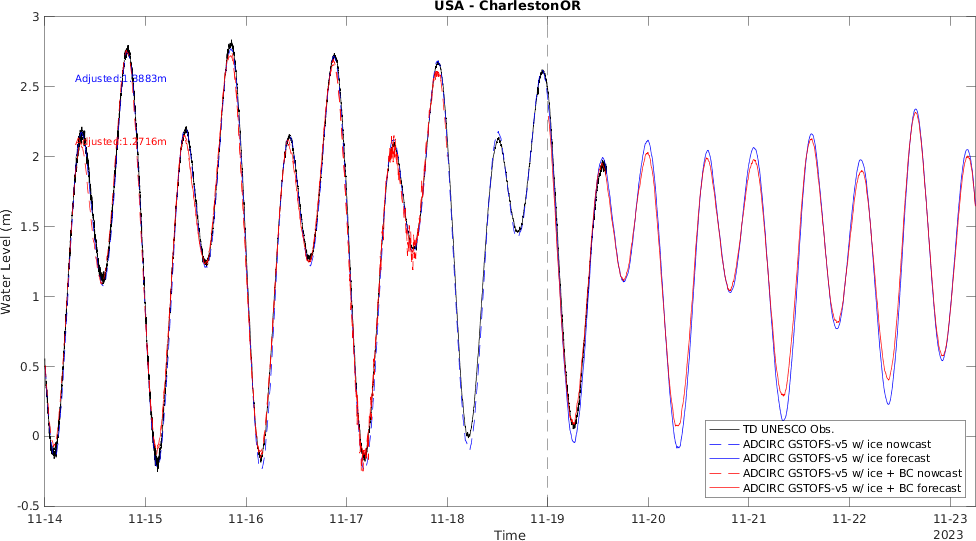 USA - CharlestonOR
3
2.5
2
1.5
1
0.5
0
-0.5
Water Level (m)
Adjusted:1.3883m
Adjusted:1.2716m
TD UNESCO Obs.
ADCIRC GSTOFS-v5 w/ ice nowcast
ADCIRC GSTOFS-v5 w/ ice forecast
ADCIRC GSTOFS-v5 w/ ice + BC nowcast
ADCIRC GSTOFS-v5 w/ ice + BC forecast
11-14 11-15 11-16 11-17 11-18 11-19 11-20 11-21 11-22 11-23
Time
2023